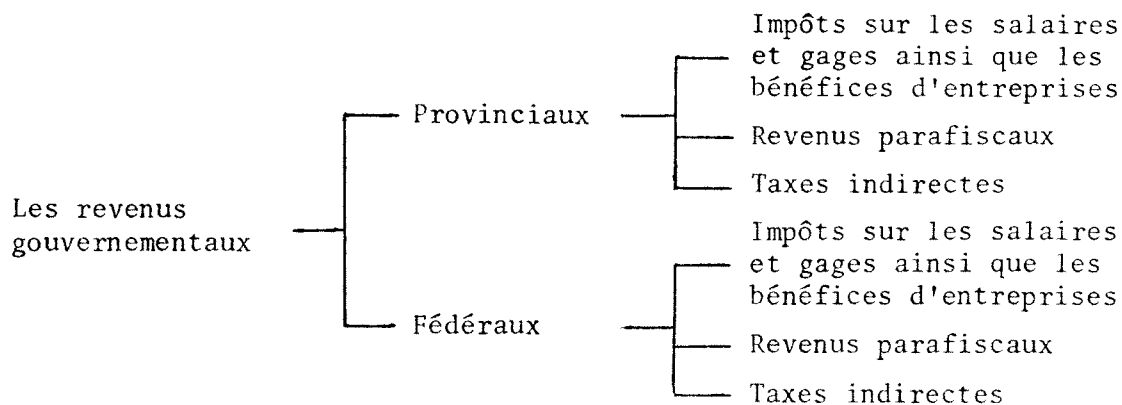 Les revenus
gouvernementaux
Provinciaux
Impôts sur les salaires
et gages ainsi que les
bénéfices d'entreprises
Revenus parafiscaux
Taxes indirectes
Fédéraux
Impôts sur les salaires
et gages ainsi que les
bénéfices d'entreprises
Revenus parafiscaux
Taxes indirectes